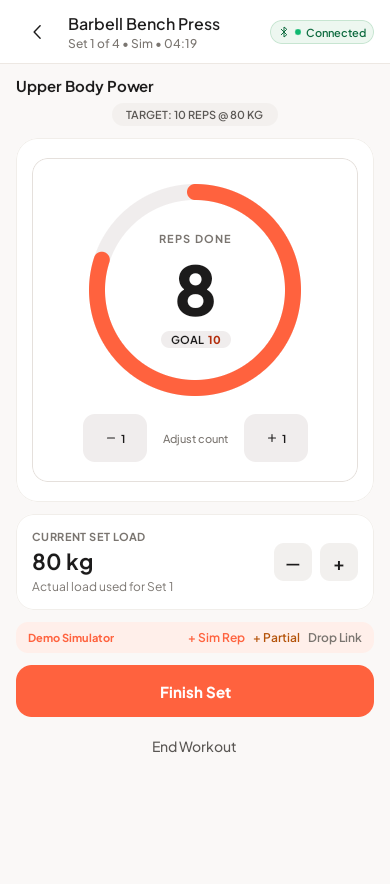 Barbell Bench Press
Set 1 of 4 • Sim • 04:19
Connected
Upper Body Power
TARGET: 10 REPS @ 80 KG
REPS DONE
8
GOAL 10
− 1
Adjust count
+ 1
CURRENT SET LOAD
80 kg
Actual load used for Set 1
— +
Demo Simulator + Sim Rep + Partial Drop Link
Finish Set
End Workout